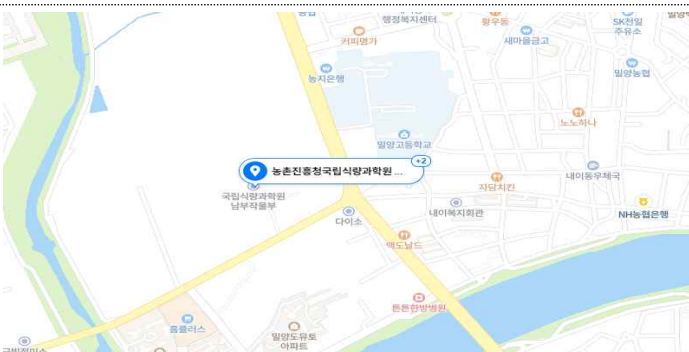 행정복지센터
왕우동
SK전일
주유소
커피명가
새마을금고
농지은행
밀양농협
노노하나
밀양고등학교
+2
농촌진흥청국립식량과학원 ...
내이동우체국
국립식량과학원
남부작물부
지담치킨
다이소
내이복지회관
NH농협은행
맥도날드
튼튼한방병원
홈플러스
밀양도뮤토
아파트